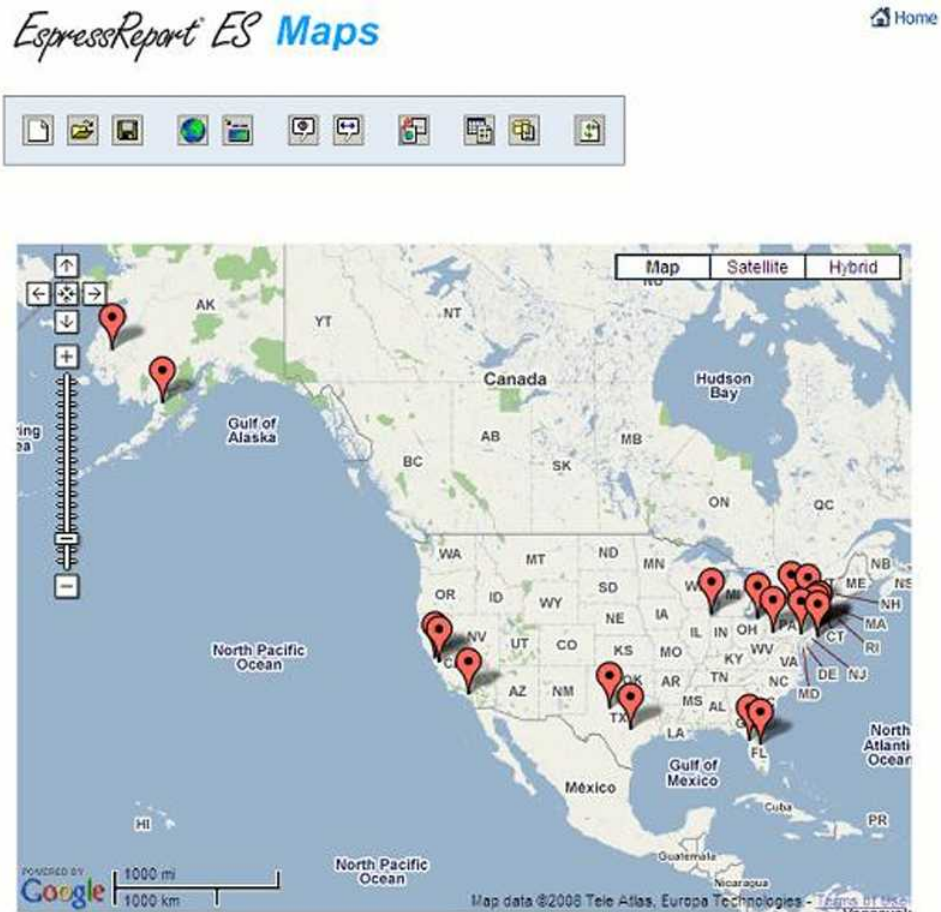 EspressReport ES Maps
Home
Map Satellite Hybrid
AK
YT
NT
Canada
Hudson
Bay
Gulf of
Alaska
BC
AB
SK
MB
ON
QC
WA
MT
ND
MN
OR
ID
WY
SD
MI
NB
ME
NS
NH
NV
UT
CO
NE
IA
IL IN OH
PA
CT
MA
RI
KS
MO
KY
WV
VA
DE NJ
MD
AZ
NM
OK
AR
TN
NC
TX
LA
MS
AL
FL
North Pacific
Ocean
North
Atlantic
Ocean
Gulf of
Mexico
México
Cuba
PR
HI
Guatemala
Nicaragua
North Pacific
Ocean
POWERED BY
Google
1000 mi
1000 km
Map data ©2008 Tele Atlas, Europa Technologies - Terms of Use